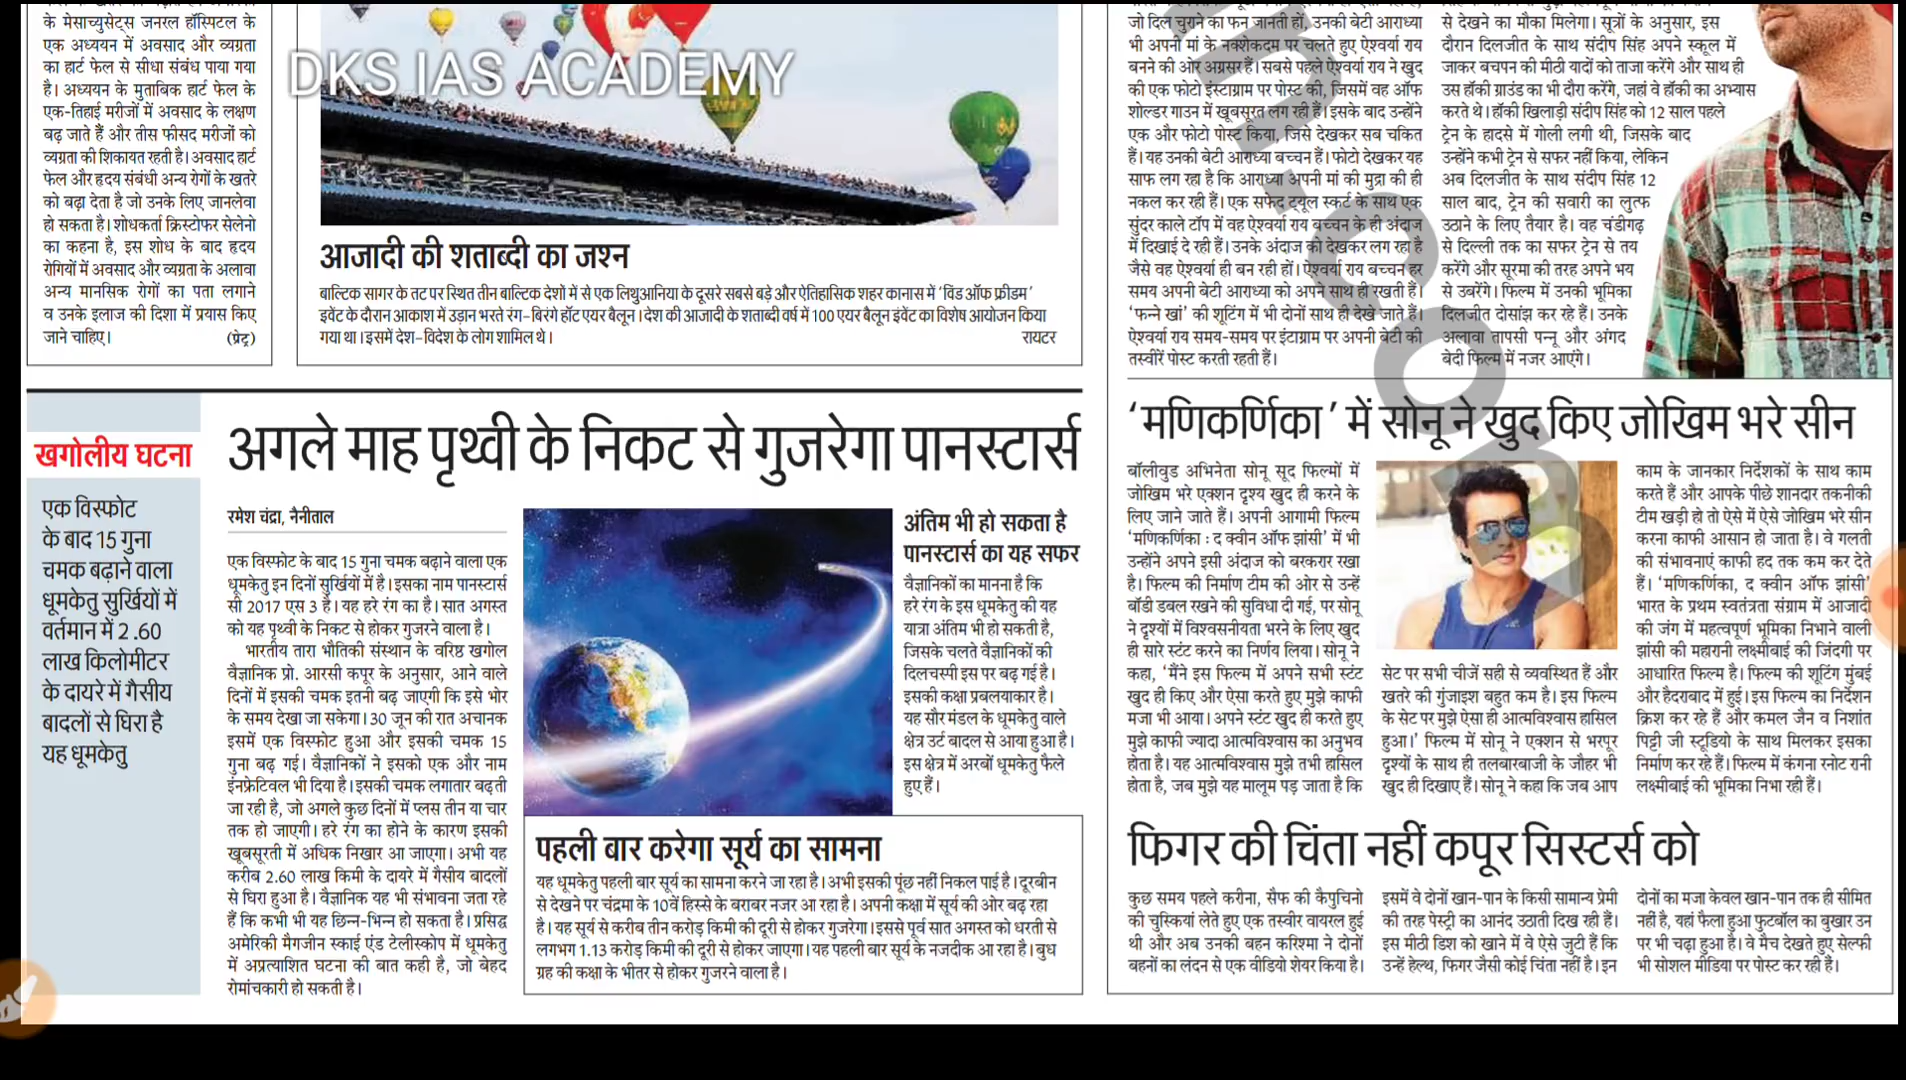 के मेसाच्युसेट्स जनरल हॉस्पिटल के
एक अध्ययन में अवसाद और व्यग्रता
का हार्ट फेल से सीधा संबंध पाया गया
है। अध्ययन के मुताबिक हार्ट फेल के
एक-तिहाई मरीजों में अवसाद के लक्षण
बढ़ जाते हैं और तीस फीसद मरीजों को
व्यग्रता की शिकायत रहती है। अवसाद हार्ट
फेल और हृदय संबंधी अन्य रोगों के खतरे
को बढ़ा देता है जो उनके लिए जानलेवा
हो सकता है। शोधकर्ता क्रिस्टोफर सेलेनो
का कहना है, इस शोध के बाद हृदय
रोगियों में अवसाद और व्यग्रता के अलावा
अन्य मानसिक रोगों का पता लगाने
व उनके इलाज की दिशा में प्रयास किए
जाने चाहिए। (प्रेट्र)
DKS IAS ACADEMY
आजादी की शताब्दी का जश्न
बाल्टिक सागर के तट पर स्थित तीन बाल्टिक देशों में से एक लिथुआनिया के दूसरे सबसे बड़े और ऐतिहासिक शहर कानास में ‘विंड ऑफ फ्रीडम’
इवेंट के दौरान आकाश में उड़ान भरते रंग-बिरंगे हॉट एयर बैलून। देश की आजादी के शताब्दी वर्ष में 100 एयर बैलून इवेंट का विशेष आयोजन किया
गया था। इसमें देश-विदेश के लोग शामिल थे। रायटर
जो दिल चुराने का फन जानती हों, उनकी बेटी आराध्या
भी अपनी मां के नक्शेकदम पर चलते हुए ऐश्वर्या राय
बनने की ओर अग्रसर हैं। सबसे पहले ऐश्वर्या राय ने खुद
की एक फोटो इंस्टाग्राम पर पोस्ट की, जिसमें वह ऑफ
शोल्डर गाउन में खूबसूरत लग रही हैं। इसके बाद उन्होंने
एक और फोटो पोस्ट किया, जिसे देखकर सब चकित
हैं। यह उनकी बेटी आराध्या बच्चन हैं। फोटो देखकर यह
साफ लग रहा है कि आराध्या अपनी मां की मुद्रा की ही
नकल कर रही हैं। एक सफेद ट्यूल स्कर्ट के साथ एक
सुंदर काले टॉप में वह ऐश्वर्या राय बच्चन के ही अंदाज
में दिखाई दे रही हैं। उनके अंदाज को देखकर लग रहा है
जैसे वह ऐश्वर्या ही बन रही हों। ऐश्वर्या राय बच्चन हर
समय अपनी बेटी आराध्या को अपने साथ ही रखती हैं।
‘फन्ने खां’ की शूटिंग में भी दोनों साथ ही देखे जाते हैं।
ऐश्वर्या राय समय-समय पर इंटाग्राम पर अपनी बेटी की
तस्वीरें पोस्ट करती रहती हैं।
से देखने का मौका मिलेगा। सूत्रों के अनुसार, इस
दौरान दिलजीत के साथ संदीप सिंह अपने स्कूल में
जाकर बचपन की मीठी यादों को ताजा करेंगे और साथ ही
उस हॉकी ग्राउंड का भी दौरा करेंगे, जहां वे हॉकी का अभ्यास
करते थे। हॉकी खिलाड़ी संदीप सिंह को 12 साल पहले
ट्रेन के हादसे में गोली लगी थी, जिसके बाद
उन्होंने कभी ट्रेन से सफर नहीं किया, लेकिन
अब दिलजीत के साथ संदीप सिंह 12
साल बाद, ट्रेन की सवारी का लुत्फ
उठाने के लिए तैयार है। वह चंडीगढ़
से दिल्ली तक का सफर ट्रेन से तय
करेंगे और सूरमा की तरह अपने भय
से उबरेंगे। फिल्म में उनकी भूमिका
दिलजीत दोसांझ कर रहे हैं। उनके
अलावा तापसी पन्नू और अंगद
बेदी फिल्म में नजर आएंगे।
खगोलीय घटना
एक विस्फोट
के बाद 15 गुना
चमक बढ़ाने वाला
धूमकेतु सुर्खियों में
वर्तमान में 2.60
लाख किलोमीटर
के दायरे में गैसीय
बादलों से घिरा है
यह धूमकेतु
अगले माह पृथ्वी के निकट से गुजरेगा पानस्टार्स
रमेश चंद्रा, नैनीताल
एक विस्फोट के बाद 15 गुना चमक बढ़ाने वाला एक
धूमकेतु इन दिनों सुर्खियों में है। इसका नाम पानस्टार्स
सी 2017 एस 3 है। यह हरे रंग का है। सात अगस्त
को यह पृथ्वी के निकट से होकर गुजरने वाला है।
भारतीय तारा भौतिकी संस्थान के वरिष्ठ खगोल
वैज्ञानिक प्रो. आरसी कपूर के अनुसार, आने वाले
दिनों में इसकी चमक इतनी बढ़ जाएगी कि इसे भोर
के समय देखा जा सकेगा। 30 जून की रात अचानक
इसमें एक विस्फोट हुआ और इसकी चमक 15
गुना बढ़ गई। वैज्ञानिकों ने इसको एक और नाम
इंनफ्रेटिवल भी दिया है। इसकी चमक लगातार बढ़ती
जा रही है, जो अगले कुछ दिनों में प्लस तीन या चार
तक हो जाएगी। हरे रंग का होने के कारण इसकी
खूबसूरती में अधिक निखार आ जाएगा। अभी यह
करीब 2.60 लाख किमी के दायरे में गैसीय बादलों
से घिरा हुआ है। वैज्ञानिक यह भी संभावना जता रहे
हैं कि कभी भी यह छिन्न-भिन्न हो सकता है। प्रसिद्ध
अमेरिकी मैगजीन स्काई एंड टेलीस्कोप में धूमकेतु
में अप्रत्याशित घटना की बात कही है, जो बेहद
रोमांचकारी हो सकती है।
अंतिम भी हो सकता है
पानस्टार्स का यह सफर
वैज्ञानिकों का मानना है कि
हरे रंग के इस धूमकेतु की यह
यात्रा अंतिम भी हो सकती है,
जिसके चलते वैज्ञानिकों की
दिलचस्पी इस पर बढ़ गई है।
इसकी कक्षा प्रबलयाकार है।
यह सौर मंडल के धूमकेतु वाले
क्षेत्र उर्ट बादल से आया हुआ है।
इस क्षेत्र में अरबों धूमकेतु फैले
हुए हैं।
पहली बार करेगा सूर्य का सामना
यह धूमकेतु पहली बार सूर्य का सामना करने जा रहा है। अभी इसकी पूंछ नहीं निकल पाई है। दूरबीन
से देखने पर चंद्रमा के 10वें हिस्से के बराबर नजर आ रहा है। अपनी कक्षा में सूर्य की ओर बढ़ रहा
है। यह सूर्य से करीब तीन करोड़ किमी की दूरी से होकर गुजरेगा। इससे पूर्व सात अगस्त को धरती से
लगभग 1.13 करोड़ किमी की दूरी से होकर जाएगा। यह पहली बार सूर्य के नजदीक आ रहा है। बुध
ग्रह की कक्षा के भीतर से होकर गुजरने वाला है।
‘मणिकर्णिका’ में सोनू ने खुद किए जोखिम भरे सीन
बॉलीवुड अभिनेता सोनू सूद फिल्मों में
जोखिम भरे एक्शन दृश्य खुद ही करने के
लिए जाने जाते हैं। अपनी आगामी फिल्म
‘मणिकर्णिका : द क्वीन ऑफ झांसी’ में भी
उन्होंने अपने इसी अंदाज को बरकरार रखा
है। फिल्म की निर्माण टीम की ओर से उन्हें
बॉडी डबल रखने की सुविधा दी गई, पर सोनू
ने दृश्यों में विश्वसनीयता भरने के लिए खुद
ही सारे स्टंट करने का निर्णय लिया। सोनू ने
कहा, ‘मैंने इस फिल्म में अपने सभी स्टंट
खुद ही किए और ऐसा करते हुए मुझे काफी
मजा भी आया। अपने स्टंट खुद ही करते हुए
मुझे काफी ज्यादा आत्मविश्वास का अनुभव
होता है। यह आत्मविश्वास मुझे तभी हासिल
होता है, जब मुझे यह मालूम पड़ जाता है कि
सेट पर सभी चीजें सही से व्यवस्थित हैं और
खतरे की गुंजाइश बहुत कम है। इस फिल्म
के सेट पर मुझे ऐसा ही आत्मविश्वास हासिल
हुआ।’ फिल्म में सोनू ने एक्शन से भरपूर
दृश्यों के साथ ही तलबारबाजी के जौहर भी
खुद ही दिखाए हैं। सोनू ने कहा कि जब आप
काम के जानकार निर्देशकों के साथ काम
करते हैं और आपके पीछे शानदार तकनीकी
टीम खड़ी हो तो ऐसे में ऐसे जोखिम भरे सीन
करना काफी आसान हो जाता है। वे गलती
की संभावनाएं काफी हद तक कम कर देते
हैं। ‘मणिकर्णिका, द क्वीन ऑफ झांसी’
भारत के प्रथम स्वतंत्रता संग्राम में आजादी
की जंग में महत्वपूर्ण भूमिका निभाने वाली
झांसी की महारानी लक्ष्मीबाई की जिंदगी पर
आधारित फिल्म है। फिल्म की शूटिंग मुंबई
और हैदराबाद में हुई। इस फिल्म का निर्देशन
क्रिश कर रहे हैं और कमल जैन व निशांत
पिट्टी जी स्टूडियो के साथ मिलकर इसका
निर्माण कर रहे हैं। फिल्म में कंगना रनोट रानी
लक्ष्मीबाई की भूमिका निभा रही हैं।
फिगर की चिंता नहीं कपूर सिस्टर्स को
कुछ समय पहले करीना, सैफ की कैपुचिनो
की चुस्कियां लेते हुए एक तस्वीर वायरल हुई
थी और अब उनकी बहन करिश्मा ने दोनों
बहनों का लंदन से एक वीडियो शेयर किया है।
इसमें वे दोनों खान-पान के किसी सामान्य प्रेमी
की तरह पेस्ट्री का आनंद उठाती दिख रही हैं।
इस मीठी डिश को खाने में वे ऐसे जुटी हैं कि
उन्हें हेल्थ, फिगर जैसी कोई चिंता नहीं है। इन
दोनों का मजा केवल खान-पान तक ही सीमित
नहीं है, यहां फैला हुआ फुटबॉल का बुखार उन
पर भी चढ़ा हुआ है। वे मैच देखते हुए सेल्फी
भी सोशल मीडिया पर पोस्ट कर रही हैं।
.com